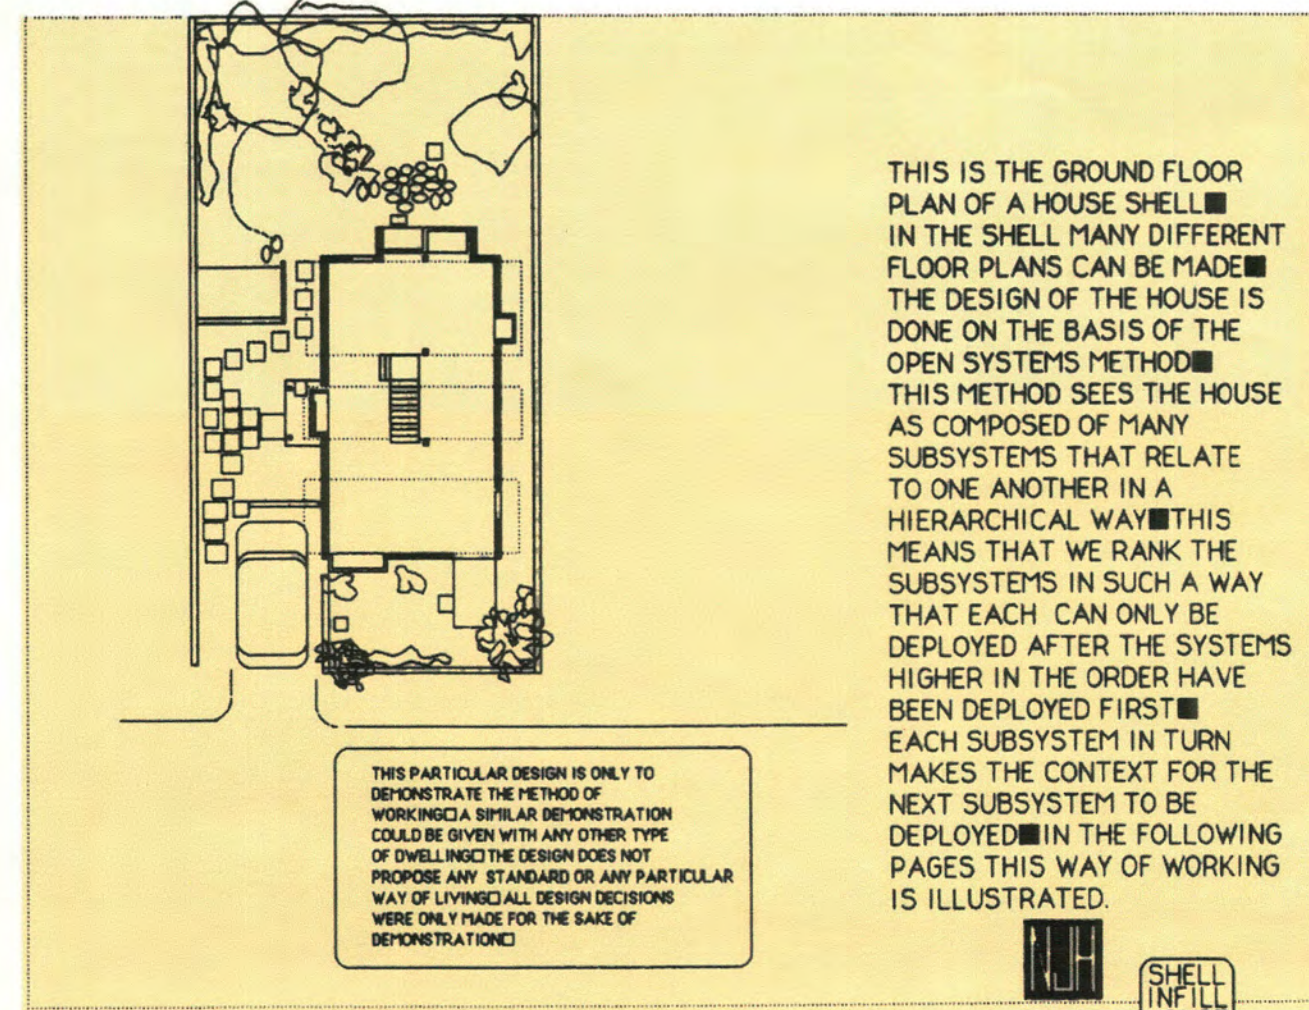 THIS IS THE GROUND FLOOR
PLAN OF A HOUSE SHELL■
IN THE SHELL MANY DIFFERENT
FLOOR PLANS CAN BE MADE■
THE DESIGN OF THE HOUSE IS
DONE ON THE BASIS OF THE
OPEN SYSTEMS METHOD■
THIS METHOD SEES THE HOUSE
AS COMPOSED OF MANY
SUBSYSTEMS THAT RELATE
TO ONE ANOTHER IN A
HIERARCHICAL WAY■THIS
MEANS THAT WE RANK THE
SUBSYSTEMS IN SUCH A WAY
THAT EACH CAN ONLY BE
DEPLOYED AFTER THE SYSTEMS
HIGHER IN THE ORDER HAVE
BEEN DEPLOYED FIRST■
EACH SUBSYSTEM IN TURN
MAKES THE CONTEXT FOR THE
NEXT SUBSYSTEM TO BE
DEPLOYED■IN THE FOLLOWING
PAGES THIS WAY OF WORKING
IS ILLUSTRATED.
THIS PARTICULAR DESIGN IS ONLY TO
DEMONSTRATE THE METHOD OF
WORKING□A SIMILAR DEMONSTRATION
COULD BE GIVEN WITH ANY OTHER TYPE
OF DWELLING□THE DESIGN DOES NOT
PROPOSE ANY STANDARD OR ANY PARTICULAR
WAY OF LIVING□ALL DESIGN DECISIONS
WERE ONLY MADE FOR THE SAKE OF
DEMONSTRATION□
NJH
SHELL
INFILL